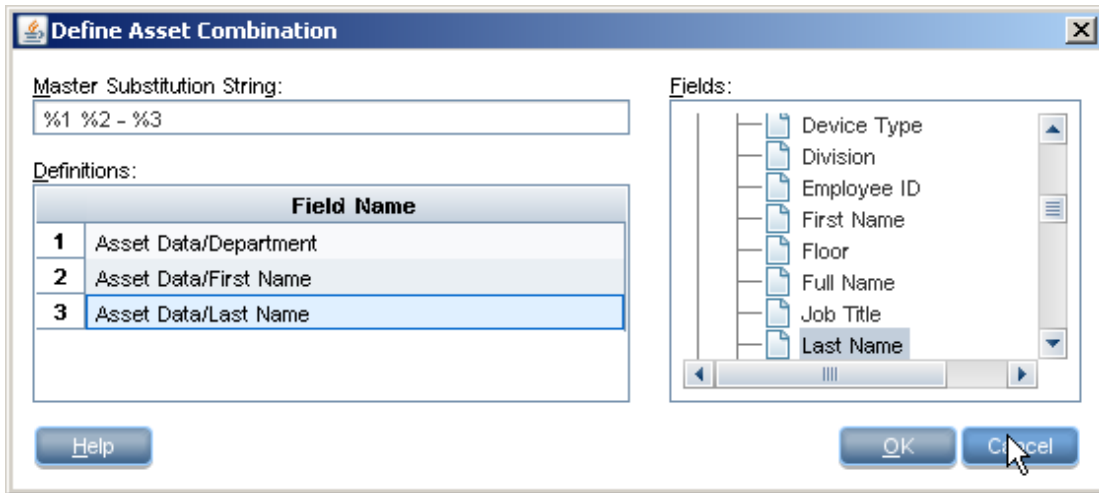 Define Asset Combination
Master Substitution String:
%1 %2 - %3
Definitions:
Field Name
1 Asset Data/Department
2 Asset Data/First Name
3 Asset Data/Last Name
Fields:
Device Type
Division
Employee ID
First Name
Floor
Full Name
Job Title
Last Name
Help
OK
Cancel